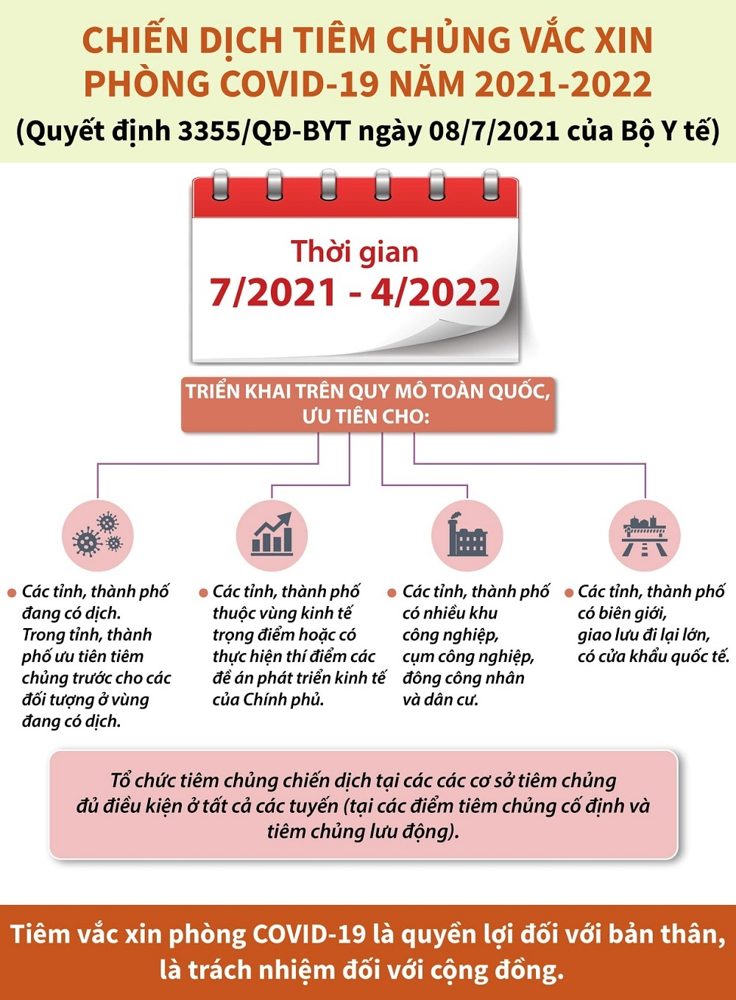 CHIẾN DỊCH TIÊM CHỦNG VẮC XIN
PHÒNG COVID-19 NĂM 2021-2022
(Quyết định 3355/QĐ-BYT ngày 08/7/2021 của Bộ Y tế)
Thời gian
7/2021 - 4/2022
TRIỂN KHAI TRÊN QUY MÔ TOÀN QUỐC,
ƯU TIÊN CHO:
Các tỉnh, thành phố
đang có dịch.
Trong tỉnh, thành
phố ưu tiên tiêm
chủng trước cho các
đối tượng ở vùng
đang có dịch.
Các tỉnh, thành phố
thuộc vùng kinh tế
trọng điểm hoặc có
thực hiện thí điểm các
đề án phát triển kinh tế
của Chính phủ.
Các tỉnh, thành phố
có nhiều khu
công nghiệp,
cụm công nghiệp,
đông công nhân
và dân cư.
Các tỉnh, thành phố
có biên giới,
giao lưu đi lại lớn,
có cửa khẩu quốc tế.
Tổ chức tiêm chủng chiến dịch tại các các cơ sở tiêm chủng
đủ điều kiện ở tất cả các tuyến (tại các điểm tiêm chủng cố định và
tiêm chủng lưu động).
Tiêm vắc xin phòng COVID-19 là quyền lợi đối với bản thân,
là trách nhiệm đối với cộng đồng.